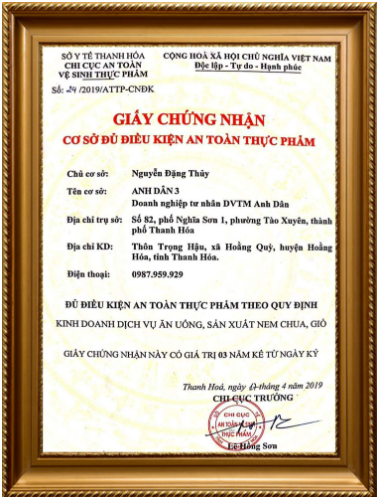 SỞ Y TẾ THANH HÓA
CHI CỤC AN TOÀN
VỆ SINH THỰC PHẨM
CỘNG HOÀ XÃ HỘI CHỦ NGHĨA VIỆT NAM
Độc lập - Tự do - Hạnh phúc
Số: /2019/ATTP-CNĐK
GIẤY CHỨNG NHẬN
CƠ SỞ ĐỦ ĐIỀU KIỆN AN TOÀN THỰC PHẨM
Chủ cơ sở: Nguyễn Đặng Thủy
Tên cơ sở: ANH DÂN 3
Doanh nghiệp tư nhân DVTM Anh Dân
Địa chỉ trụ sở: Số 82, phố Nghĩa Sơn 1, phường Tào Xuyên, thành
phố Thanh Hóa
Địa chỉ KD: Thôn Trọng Hậu, xã Hoằng Quỳ, huyện Hoằng
Hóa, tỉnh Thanh Hóa.
Điện thoại: 0987.959.929
ĐỦ ĐIỀU KIỆN AN TOÀN THỰC PHẨM THEO QUY ĐỊNH
KINH DOANH DỊCH VỤ ĂN UỐNG, SẢN XUẤT NEM CHUA, GIÒ
GIẤY CHỨNG NHẬN NÀY CÓ GIÁ TRỊ 03 NĂM KỂ TỪ NGÀY KÝ
Thanh Hoá, ngày tháng 4 năm 2019
CHI CỤC TRƯỞNG
CHI CỤC
AN TOÀN VỆ SINH
THỰC PHẨM
Lê Hồng Sơn